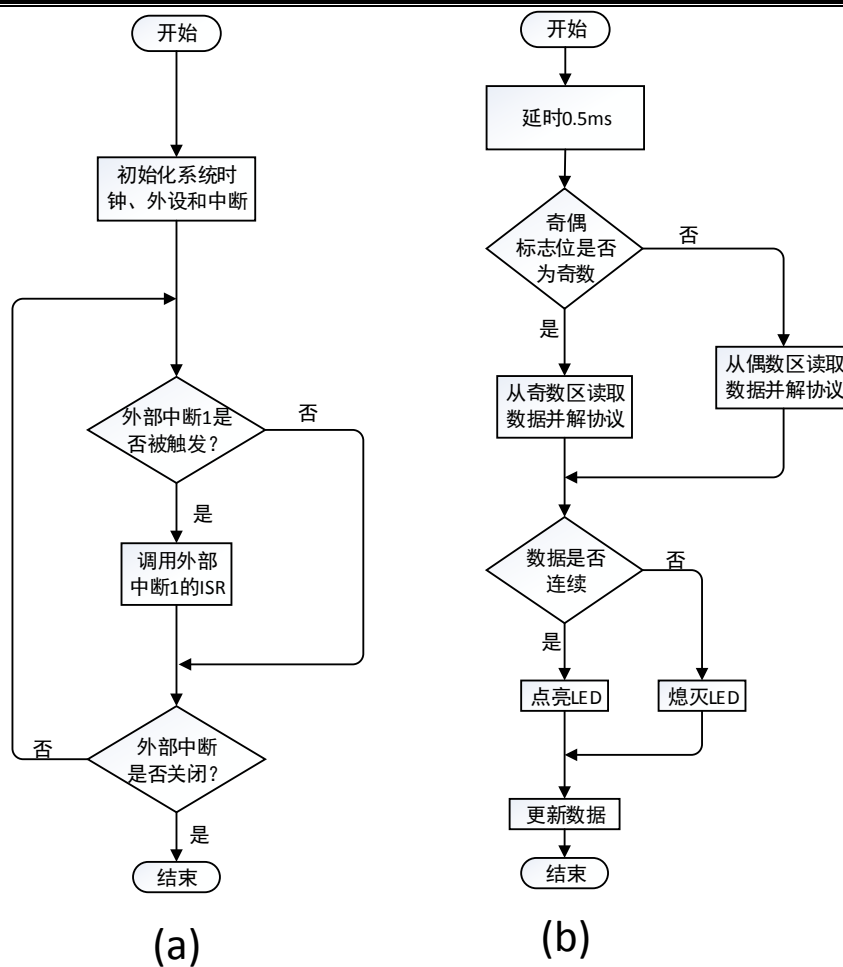 开始
初始化系统时
钟、外设和中断
外部中断1是
否被触发?
否
是
调用外部
中断1的ISR
外部中断
是否关闭?
否
是
结束
(a)
开始
延时0.5ms
奇偶
标志位是否
为奇数
否
是
从奇数区读取
数据并解协议
从偶数区读取
数据并解协议
数据是否
连续
否
是
点亮LED
熄灭LED
更新数据
结束
(b)